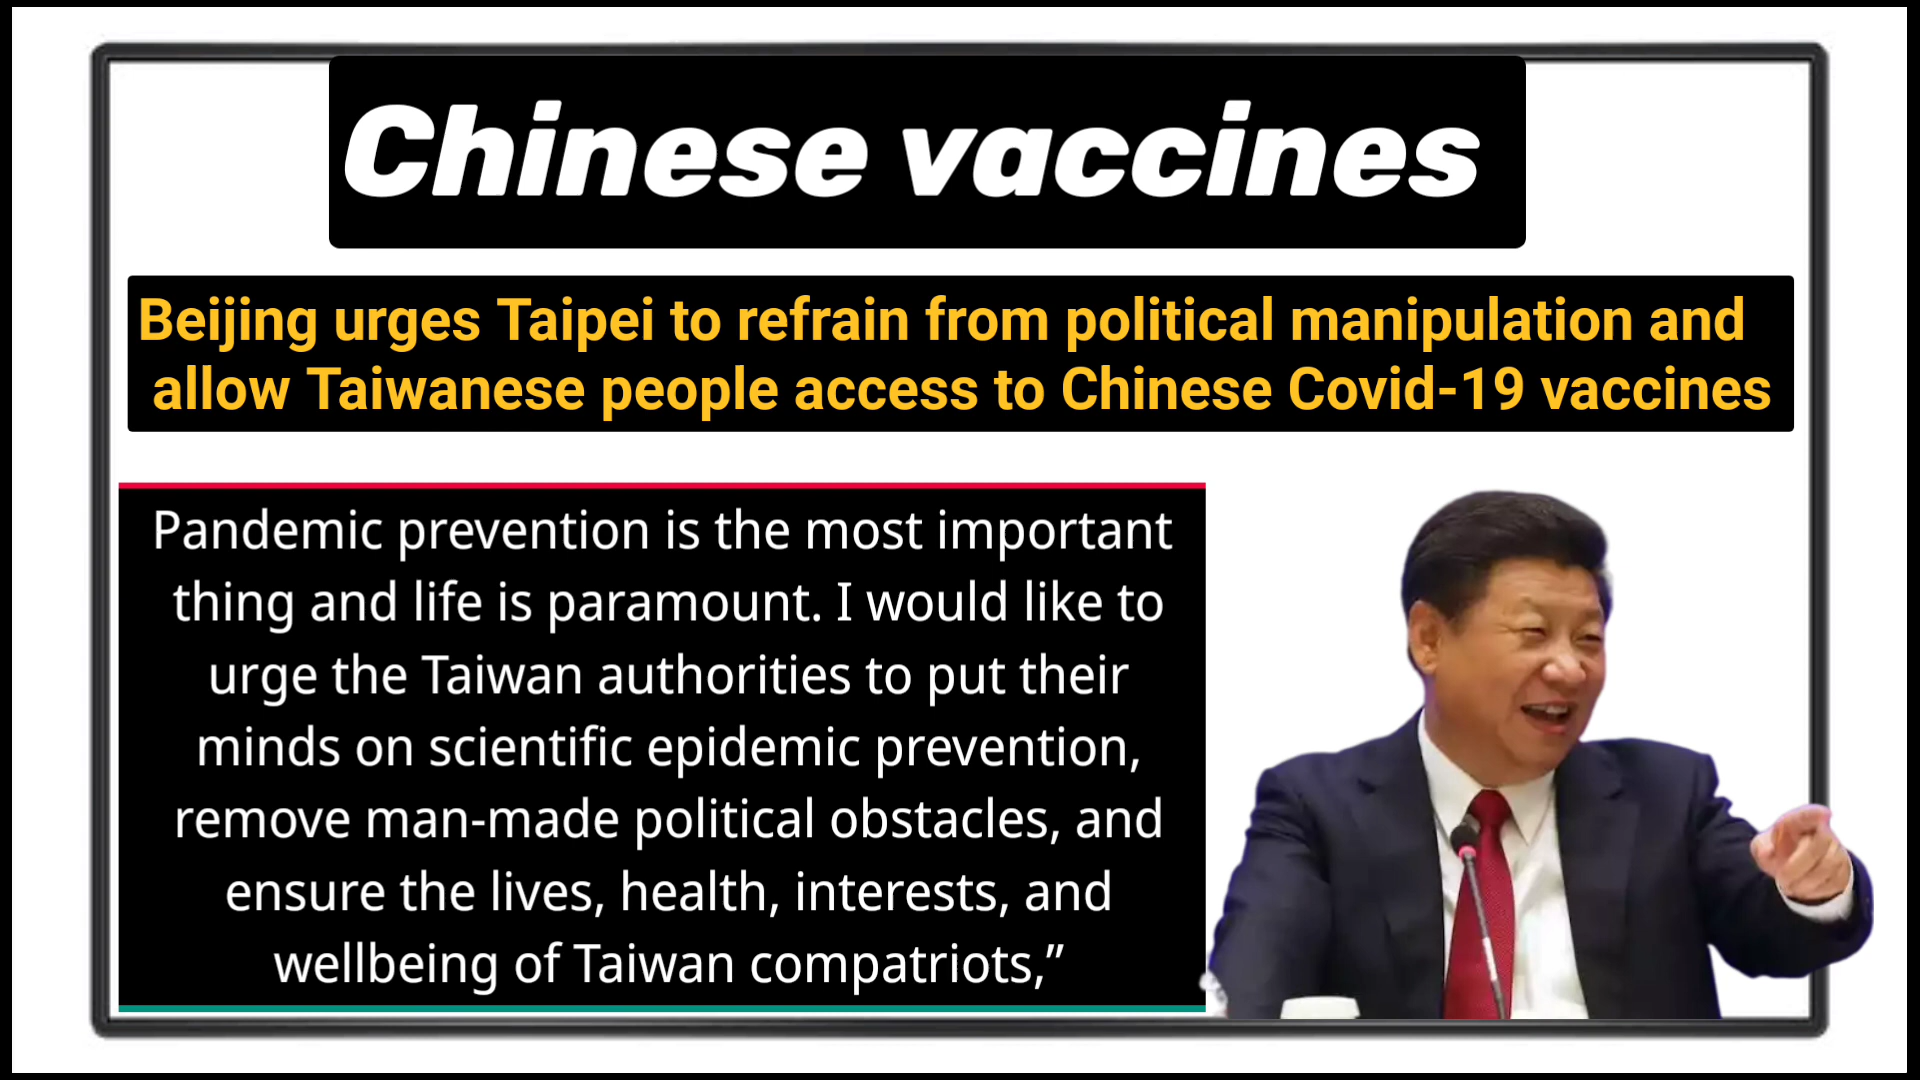 Chinese vaccines
Beijing urges Taipei to refrain from political manipulation and
allow Taiwanese people access to Chinese Covid-19 vaccines
Pandemic prevention is the most important
thing and life is paramount. I would like to
urge the Taiwan authorities to put their
minds on scientific epidemic prevention,
remove man-made political obstacles, and
ensure the lives, health, interests, and
wellbeing of Taiwan compatriots,”